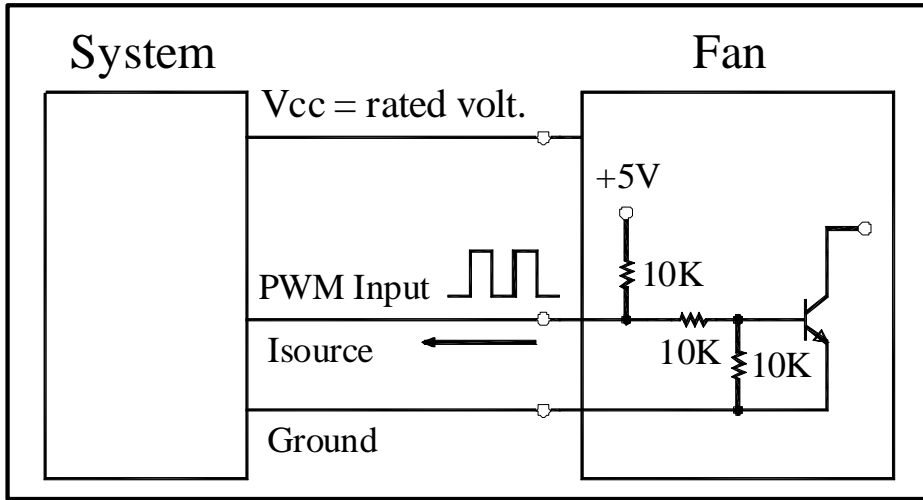 System
Fan
Vcc = rated volt.
+5V
PWM Input
10K
Isource
10K
10K
Ground